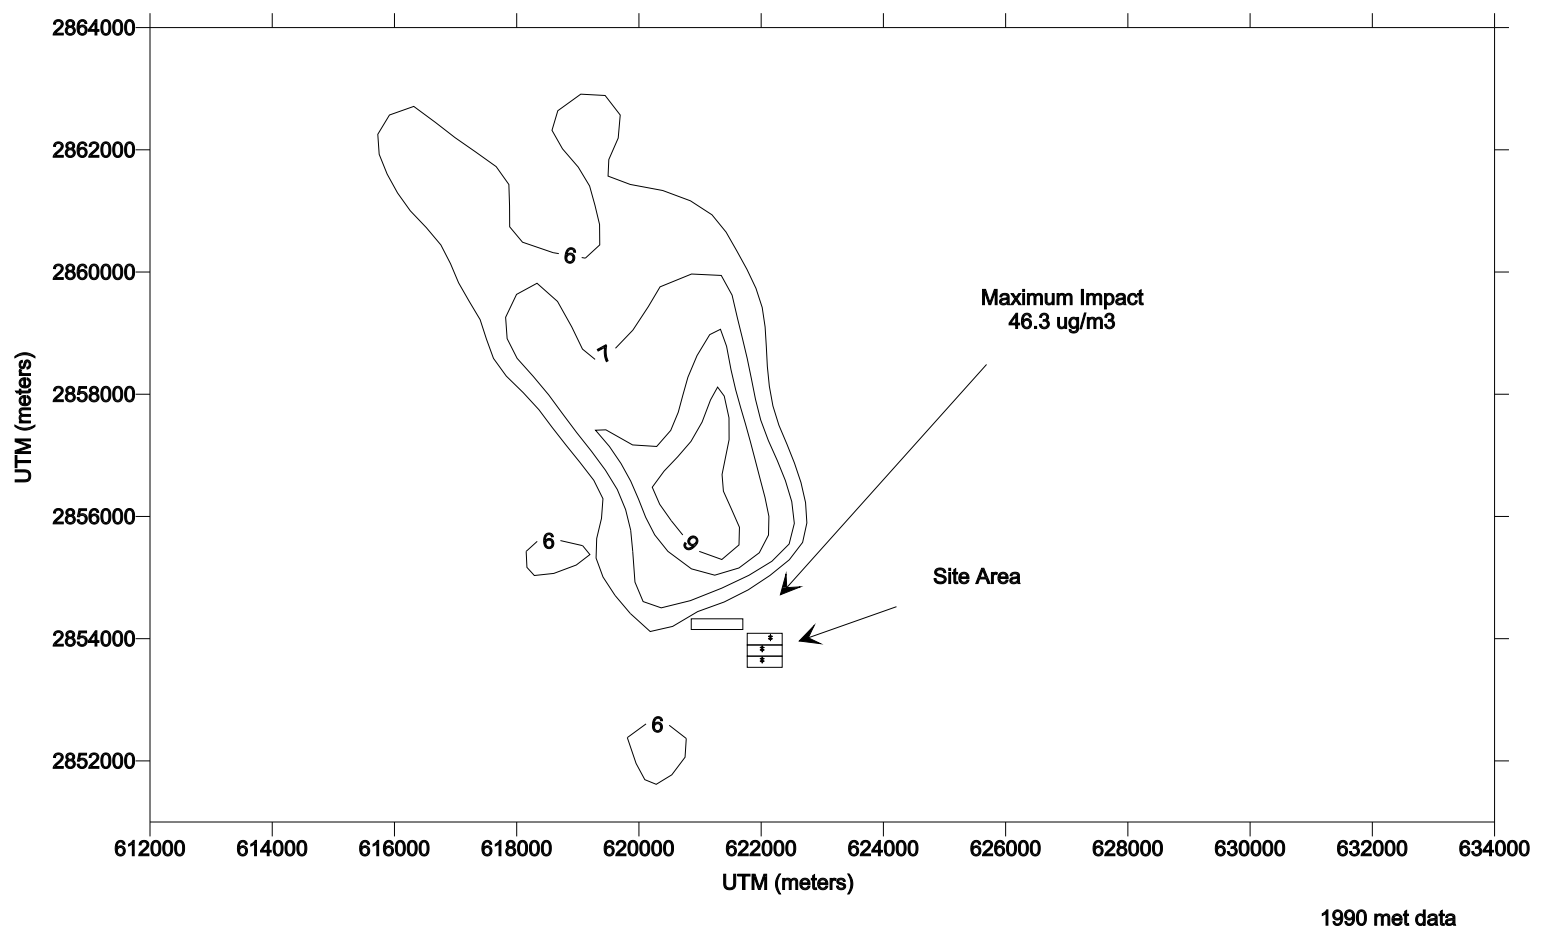 2864000
2862000
2860000
2858000
2856000
2854000
2852000
UTM (meters)
6
7
9
6
6
Maximum Impact
46.3 ug/m3
Site Area
612000 614000 616000 618000 620000 622000 624000 626000 628000 630000 632000 634000
UTM (meters)
1990 met data